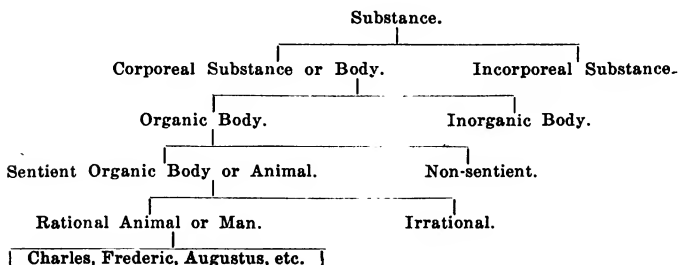 Substance.
Corporeal Substance or Body. Incorporeal Substance.
Organic Body. Inorganic Body.
Sentient Organic Body or Animal. Non-sentient.
Rational Animal or Man. Irrational.
Charles, Frederic, Augustus, etc.